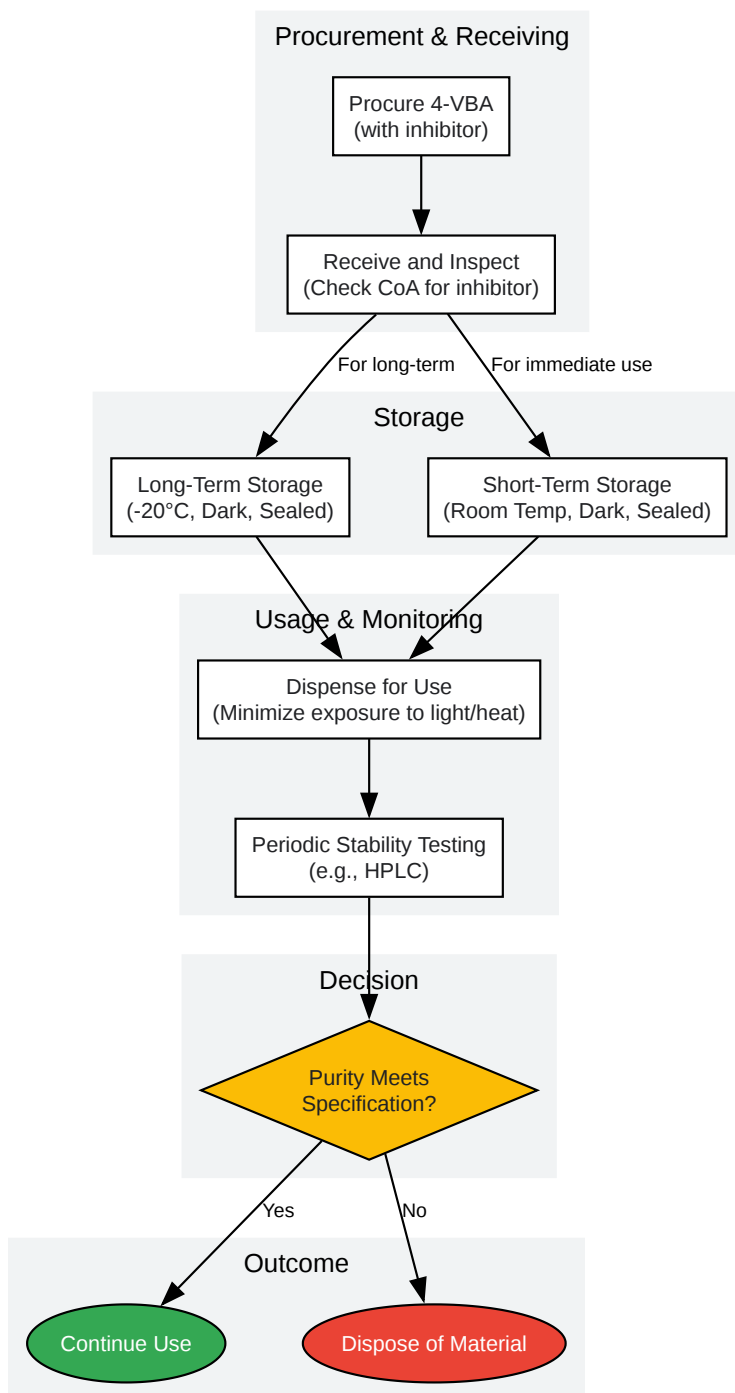 Procurement & Receiving
Procure 4-VBA
(with inhibitor)
Receive and Inspect
(Check CoA for inhibitor)
For long-term
For immediate use
Storage
Long-Term Storage
(-20°C, Dark, Sealed)
Short-Term Storage
(Room Temp, Dark, Sealed)
Usage & Monitoring
Dispense for Use
(Minimize exposure to light/heat)
Periodic Stability Testing
(e.g., HPLC)
Decision
Purity Meets
Specification?
Yes
No
Outcome
Continue Use
Dispose of Material